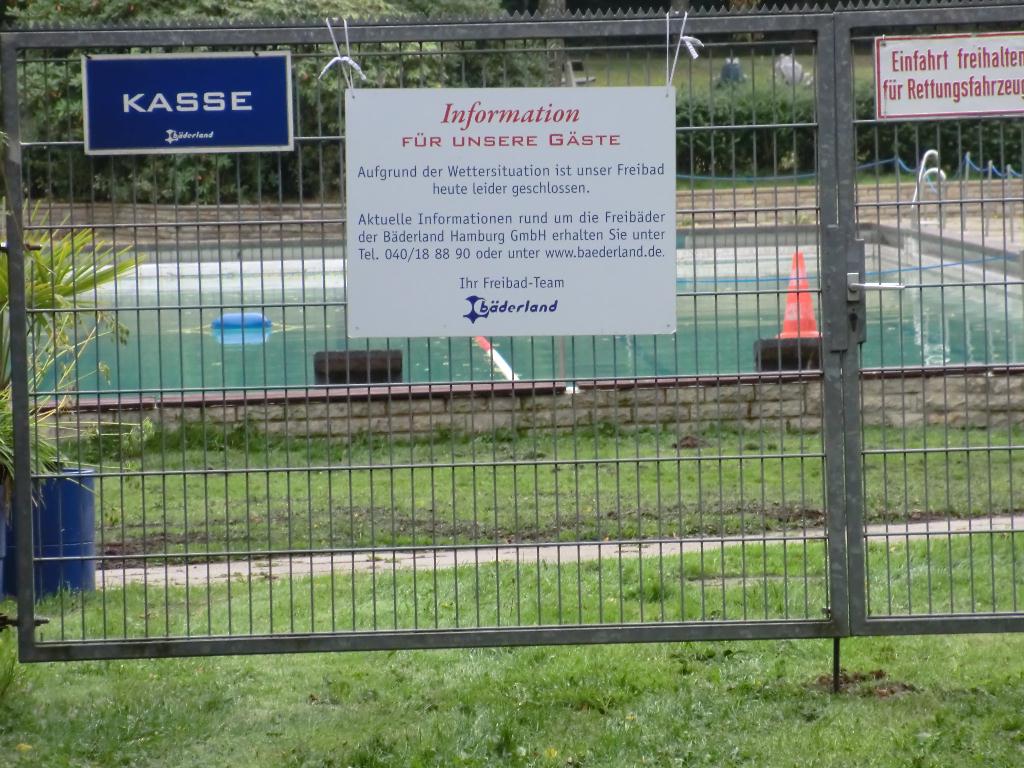 KASSE
bäderland
Information
FÜR UNSERE GÄSTE
Aufgrund der Wettersituation ist unser Freibad
heute leider geschlossen.
Aktuelle Informationen rund um die Freibäder
der Bäderland Hamburg GmbH erhalten Sie unter
Tel. 040/18 88 90 oder unter www.baederland.de.
Ihr Freibad-Team
bäderland
Einfahrt freihalten
für Rettungsfahrzeug